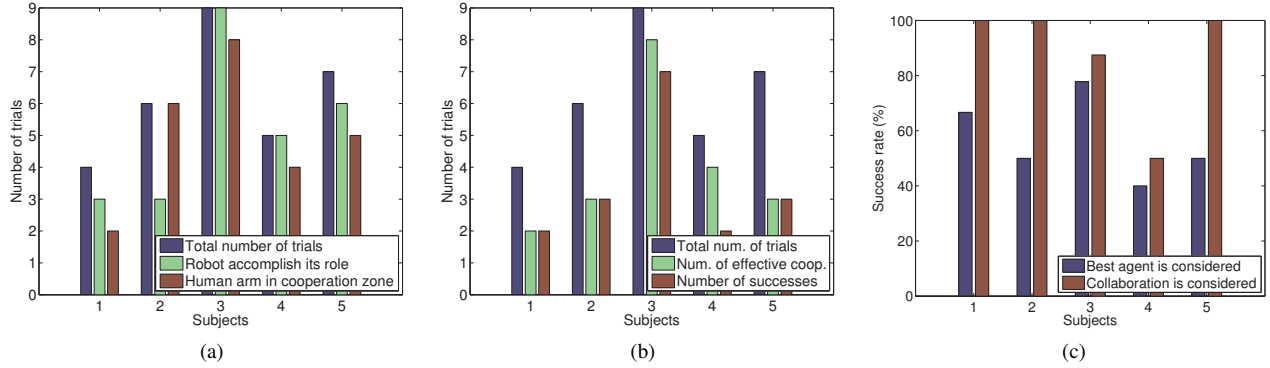 9
8
7
6
5
4
3
2
1
0
Number of trials
Total number of trials
Robot accomplish its role
Human arm in cooperation zone
1 2 3 4 5
Subjects
(a)
9
8
7
6
5
4
3
2
1
0
Number of trials
Total num. of trials
Num. of effective coop.
Number of successes
1 2 3 4 5
Subjects
(b)
100
80
60
40
20
0
Success rate (%)
Best agent is considered
Collaboration is considered
1 2 3 4 5
Subjects
(c)